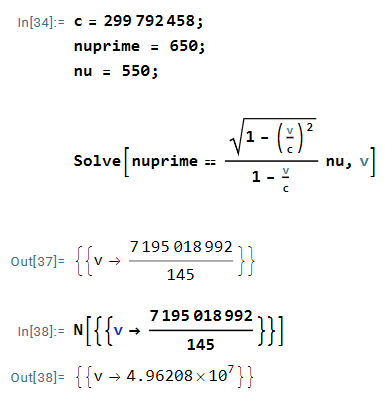 In[34]:= c = 299 792 458;
nuprime = 650;
nu = 550;
Solve[nuprime == √(1 - (v/c)^2) / (1 - v/c) nu, v]
Out[37]= {{v → 7 195 018 992/145}}
In[38]:= N[{{v → 7 195 018 992/145}}]
Out[38]= {{v → 4.96208 × 10^7}}